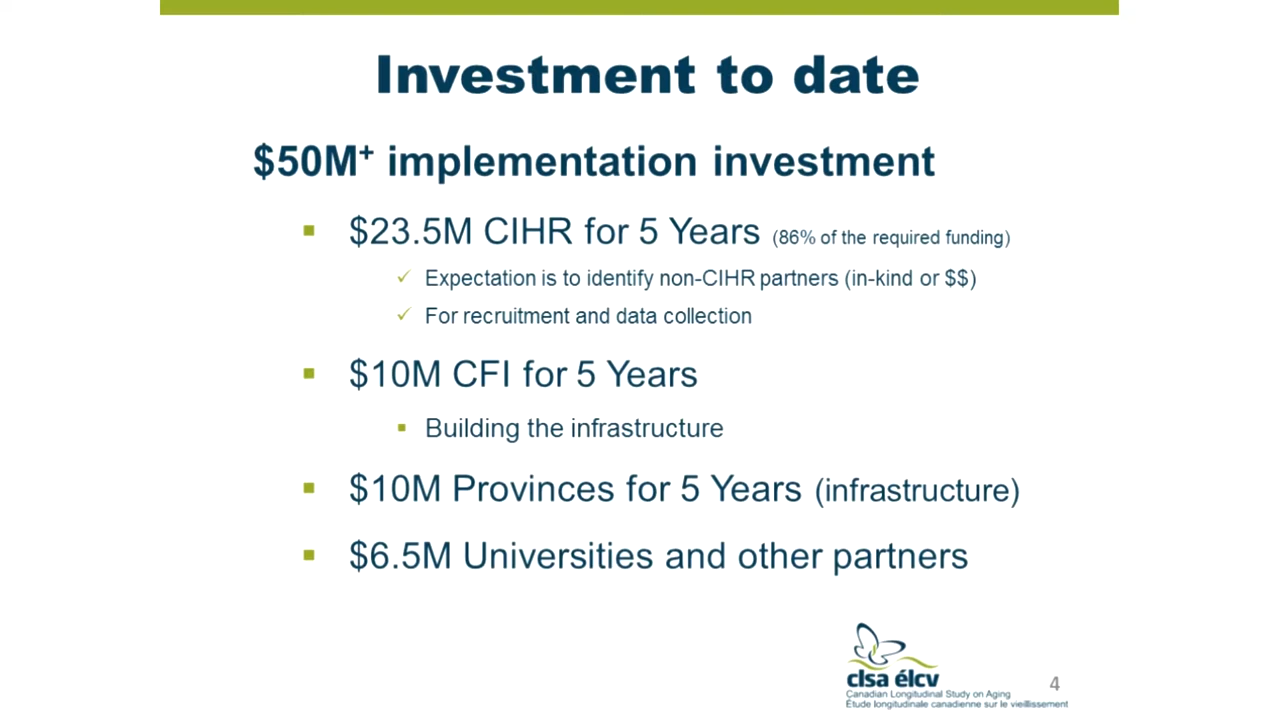 Investment to date
$50M+ implementation investment
$23.5M CIHR for 5 Years (86% of the required funding)
Expectation is to identify non-CIHR partners (in-kind or $$)
For recruitment and data collection
$10M CFI for 5 Years
Building the infrastructure
$10M Provinces for 5 Years (infrastructure)
$6.5M Universities and other partners
clsa élcv
Canadian Longitudinal Study on Aging
Étude longitudinale canadienne sur le vieillissement
4